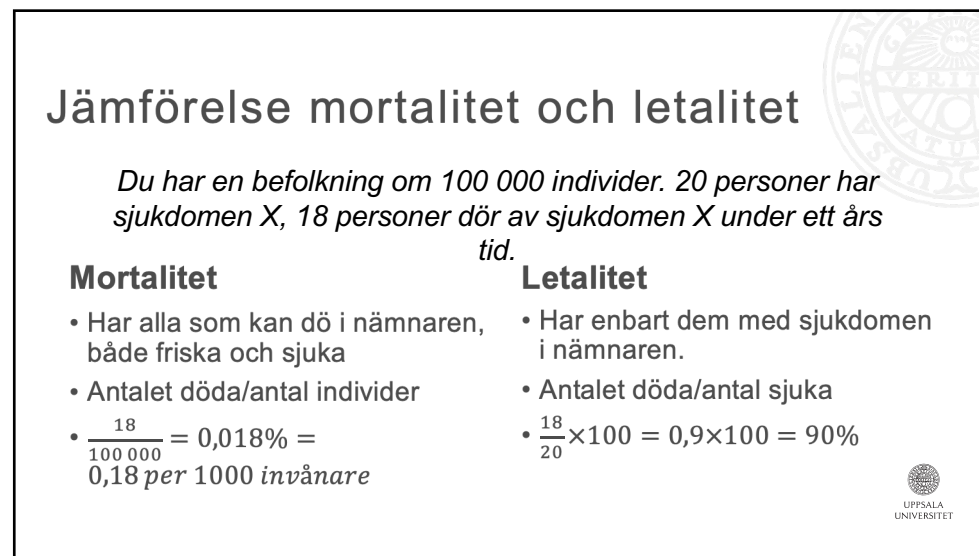 Jämförelse mortalitet och letalitet
Du har en befolkning om 100 000 individer. 20 personer har
sjukdomen X, 18 personer dör av sjukdomen X under ett års
tid.
Mortalitet
• Har alla som kan dö i nämnaren,
både friska och sjuka
• Antalet döda/antal individer
• 18/100 000 = 0,018% =
0,18 per 1000 invånare
Letalitet
• Har enbart dem med sjukdomen
i nämnaren.
• Antalet döda/antal sjuka
• 18/20 ×100 = 0,9×100 = 90%
UPPSALA
UNIVERSITET